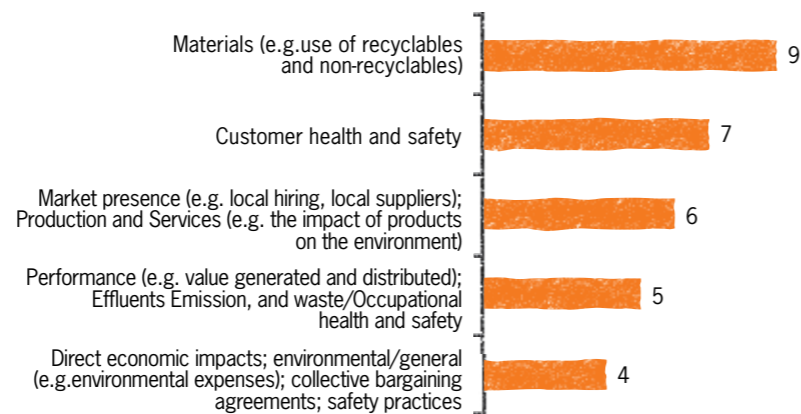 Materials (e.g.use of recyclables
and non-recyclables)
9
Customer health and safety
7
Market presence (e.g. local hiring, local suppliers);
Production and Services (e.g. the impact of products
on the environment)
6
Performance (e.g. value generated and distributed);
Effluents Emission, and waste/Occupational
health and safety
5
Direct economic impacts; environmental/general
(e.g.environmental expenses); collective bargaining
agreements; safety practices
4